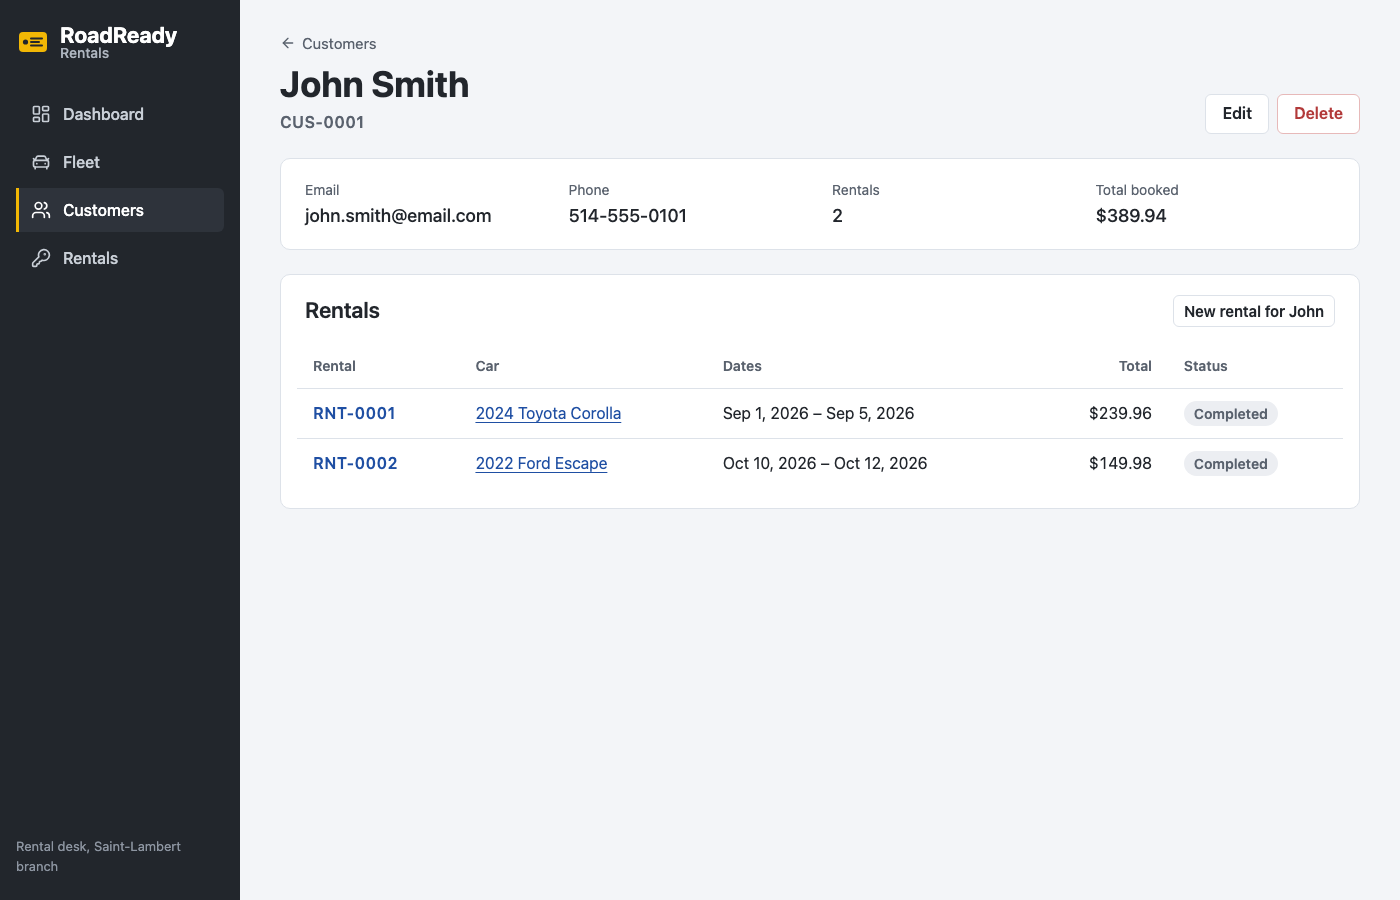 RoadReady
Rentals
Dashboard
Fleet
Customers
Rentals
Rental desk, Saint-Lambert
branch
Customers
John Smith
CUS-0001
Edit
Delete
Email
john.smith@email.com
Phone
514-555-0101
Rentals
2
Total booked
$389.94
Rentals
New rental for John
Rental Car Dates Total Status
RNT-0001 2024 Toyota Corolla Sep 1, 2026 – Sep 5, 2026 $239.96 Completed
RNT-0002 2022 Ford Escape Oct 10, 2026 – Oct 12, 2026 $149.98 Completed